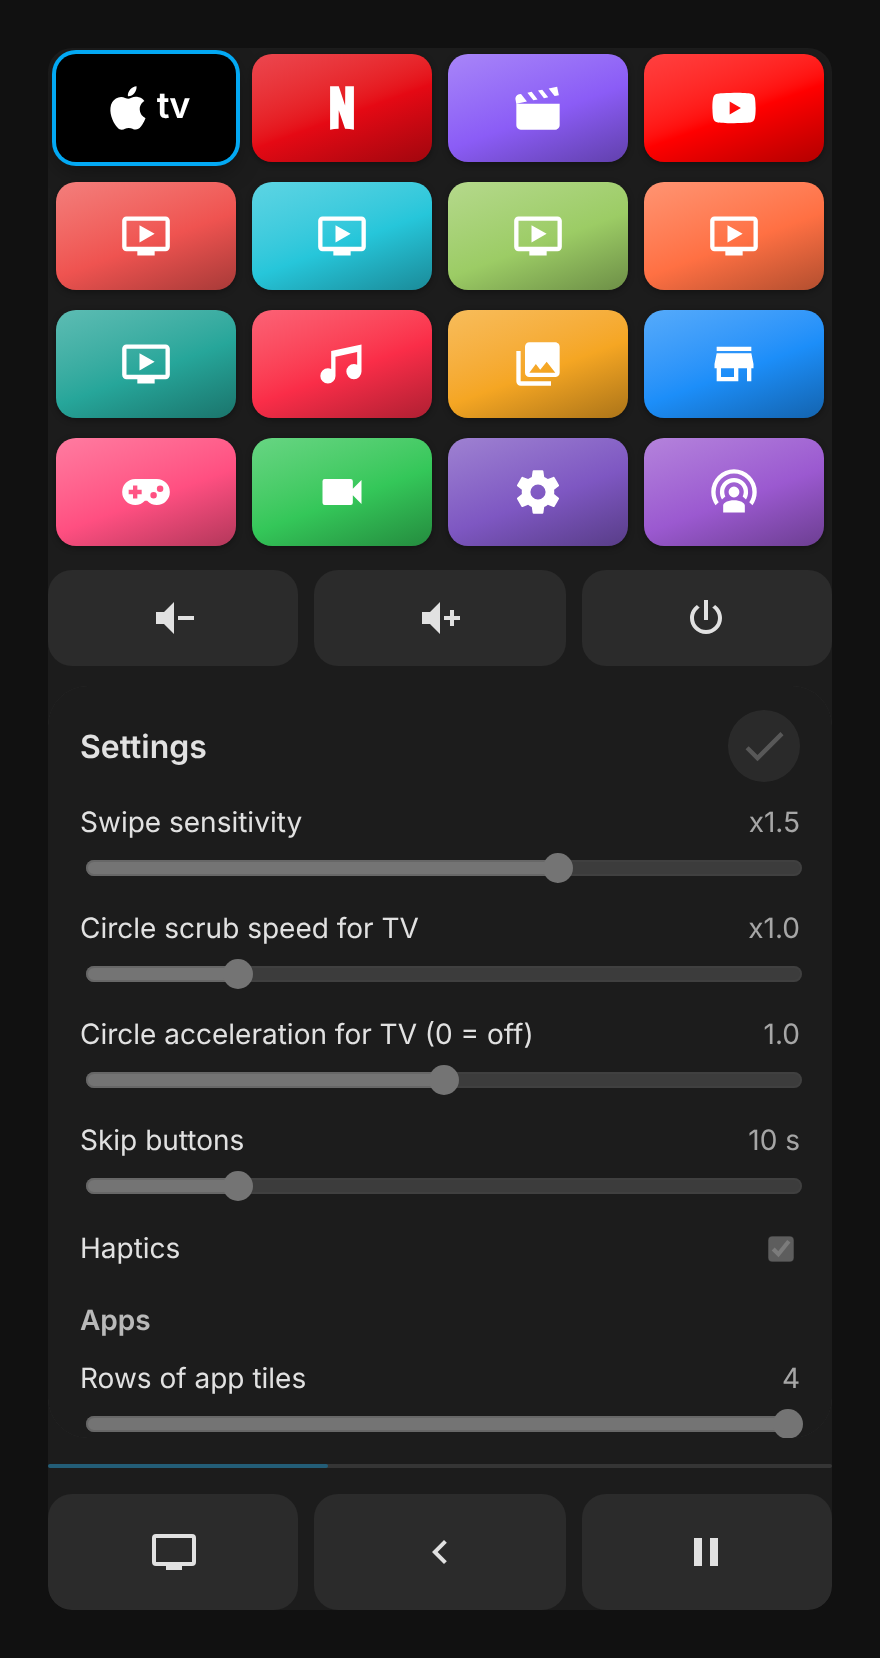 tv
N
Settings
Swipe sensitivity x1.5
Circle scrub speed for TV x1.0
Circle acceleration for TV (0 = off) 1.0
Skip buttons 10 s
Haptics
Apps
Rows of app tiles 4